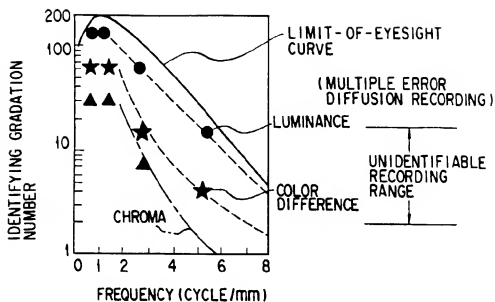 200
100
10
1
0
1
2
4
6
8
IDENTIFYING GRADATION
NUMBER
FREQUENCY (CYCLE/mm)
LIMIT-OF-EYESIGHT
CURVE
(MULTIPLE ERROR
DIFFUSION RECORDING)
LUMINANCE
UNIDENTIFIABLE
RECORDING
RANGE
COLOR
DIFFERENCE
CHROMA